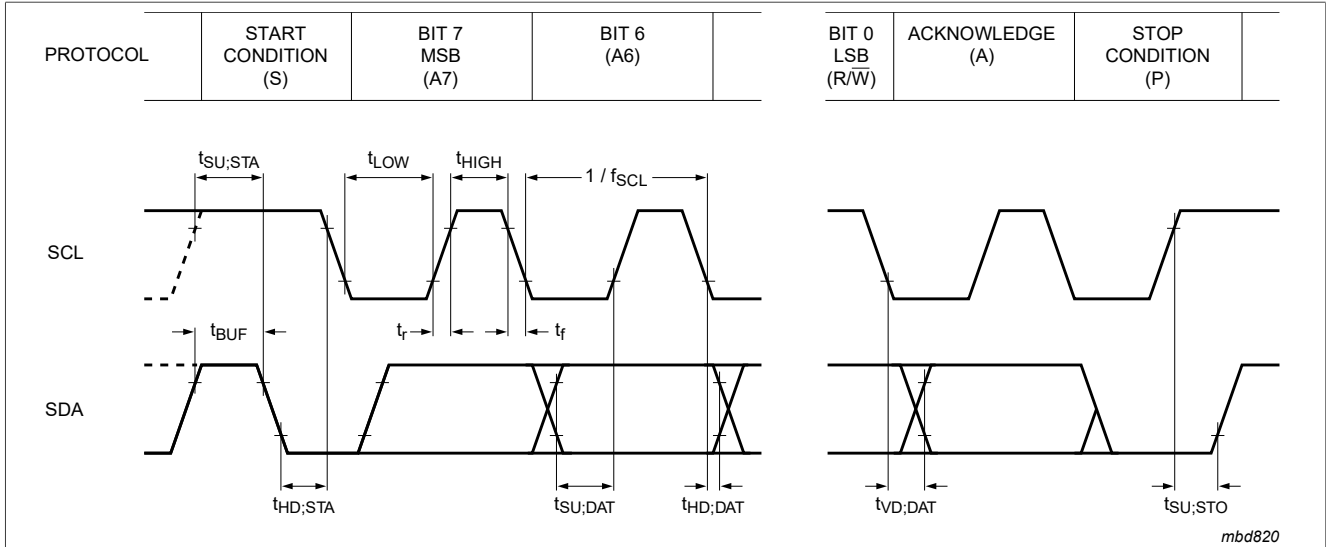 PROTOCOL
START
CONDITION
(S)
BIT 7
MSB
(A7)
BIT 6
(A6)
BIT 0
LSB
(R/W̅)
ACKNOWLEDGE
(A)
STOP
CONDITION
(P)
tSU;STA
tLOW
tHIGH
1 / fSCL
SCL
tBUF
tr
tf
SDA
tHD;STA
tSU;DAT
tHD;DAT
tVD;DAT
tSU;STO
mbd820